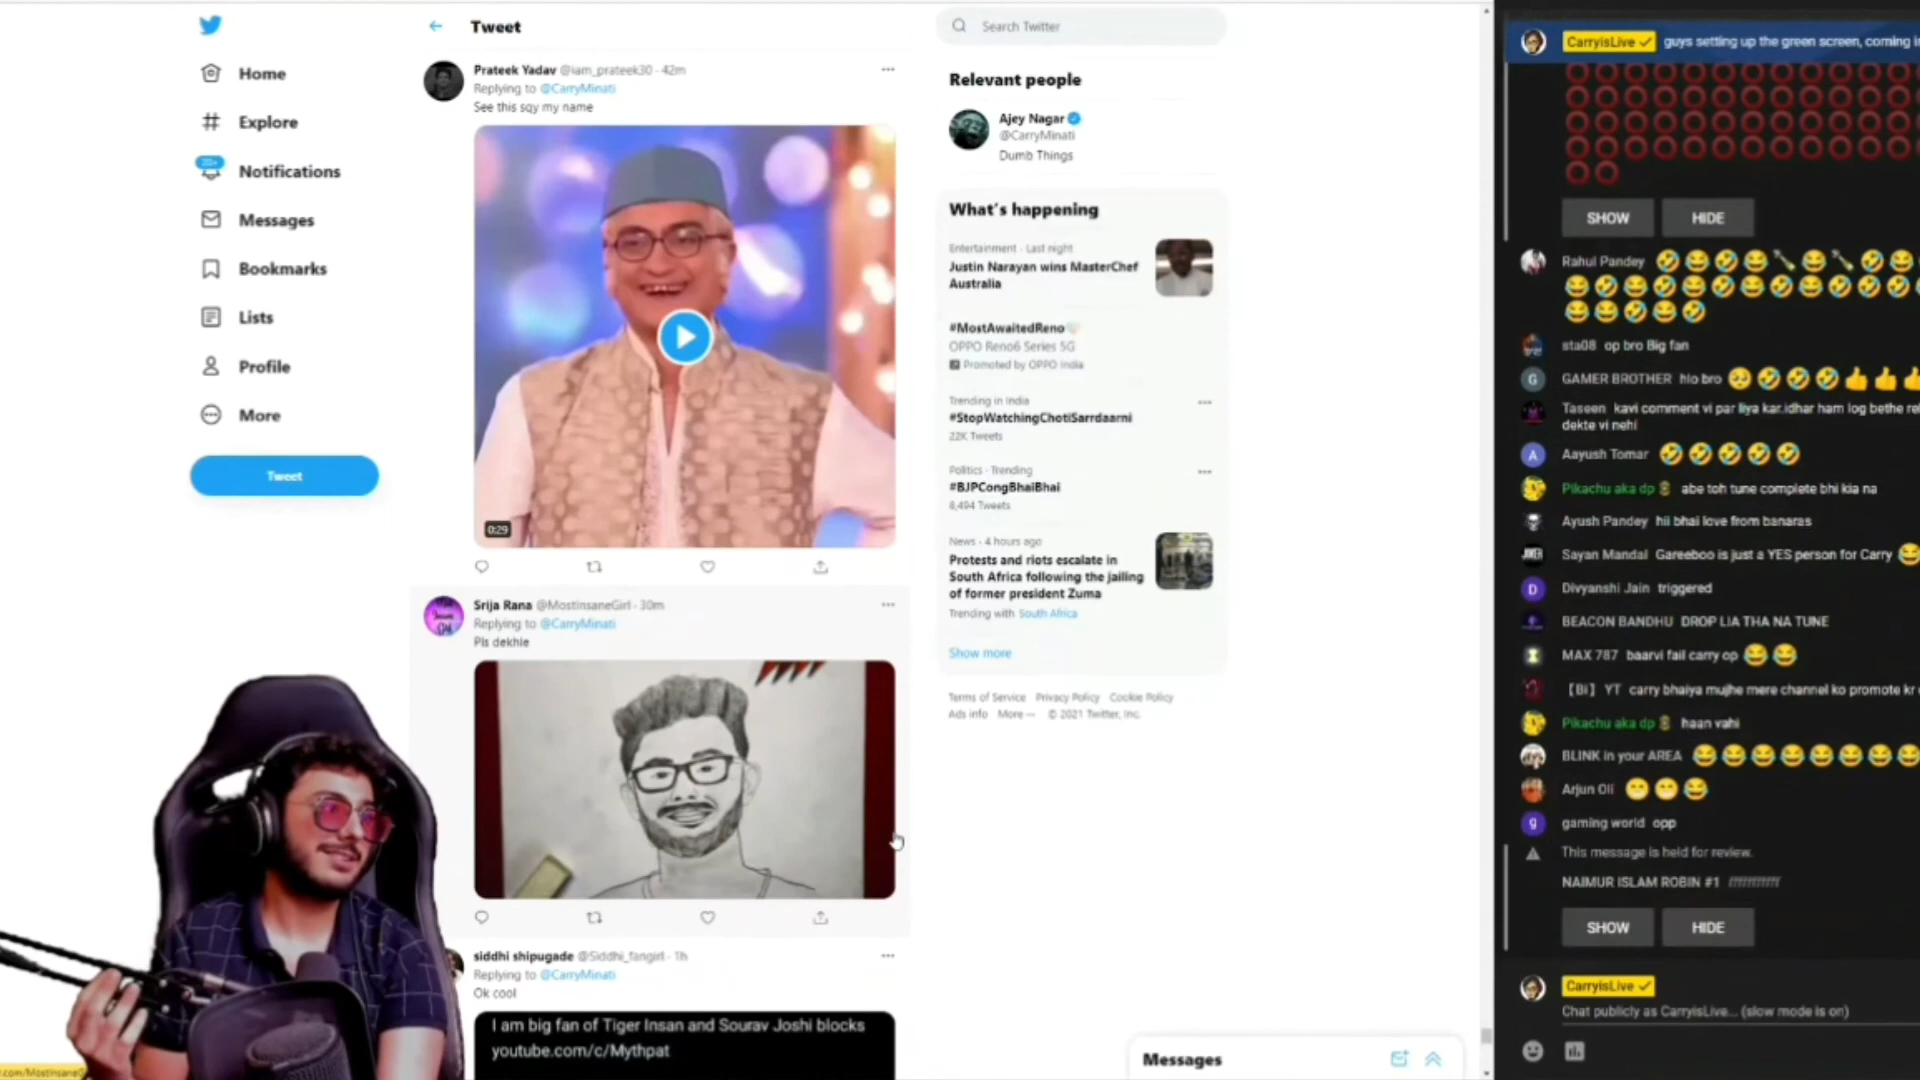 Home
Explore
20+
Notifications
Messages
Bookmarks
Lists
Profile
More
Tweet
Tweet
Prateek Yadav @iam_prateek30 · 42m
Replying to @CarryMinati
See this sqy my name
0:29
Srija Rana @MostInsaneGirl · 30m
Replying to @CarryMinati
Pls dekhle
siddhi shipugade @Siddhi_fangirl · 1h
Replying to @CarryMinati
Ok cool
I am big fan of Tiger Insan and Sourav Joshi blocks
youtube.com/c/Mythpat
Search Twitter
Relevant people
Ajey Nagar
@CarryMinati
Dumb Things
What's happening
Entertainment · Last night
Justin Narayan wins MasterChef
Australia
#MostAwaitedReno
OPPO Reno6 Series 5G
Promoted by OPPO India
Trending in India
#StopWatchingChotiSarrdaarni
22K Tweets
Politics · Trending
#BJPCongBhaiBhai
8,494 Tweets
News · 4 hours ago
Protests and riots escalate in
South Africa following the jailing
of former president Zuma
Trending with South Africa
Show more
Terms of Service Privacy Policy Cookie Policy
Ads info More ··· © 2021 Twitter, Inc.
Messages
CarryisLive ✓ guys setting up the green screen, coming
⭕⭕⭕⭕⭕⭕⭕⭕⭕⭕⭕⭕
⭕⭕⭕⭕⭕⭕⭕⭕⭕⭕⭕⭕
⭕⭕⭕⭕⭕⭕⭕⭕⭕⭕⭕⭕
⭕⭕⭕⭕⭕⭕⭕⭕⭕⭕⭕⭕
⭕⭕
SHOW HIDE
Rahul Pandey 🤣😂🤣😂🪓😂🪓🤣😂
😂🤣😂🤣😂🤣😂🤣😂🤣🤣🤣
😂😂🤣😂🤣
sta08 op bro Big fan
GAMER BROTHER hlo bro 🥺🤣🤣🤣👍👍👍
Taseen kavi comment vi par liya kar.idhar ham log bethe
dekte vi nehi
A
Aayush Tomar 🤣🤣🤣🤣🤣
Pikachu aka dp abe toh tune complete bhi kia na
Ayush Pandey hii bhai love from banaras
Sayan Mandal Gareeboo is just a YES person for Carry 😂
D
Divyanshi Jain triggered
BEACON BANDHU DROP LIA THA NA TUNE
MAX 787 baarvi fail carry op 😂😂
【Bi】 YT carry bhaiya mujhe mere channel ko promote kr
Pikachu aka dp haan vahi
BLINK in your AREA 😂😂😂😂😂😂😂😂
Arjun Oli 😁😁😂
g
gaming world opp
This message is held for review.
NAIMUR ISLAM ROBIN #1
SHOW HIDE
CarryisLive ✓
Chat publicly as CarryisLive... (slow mode is on)